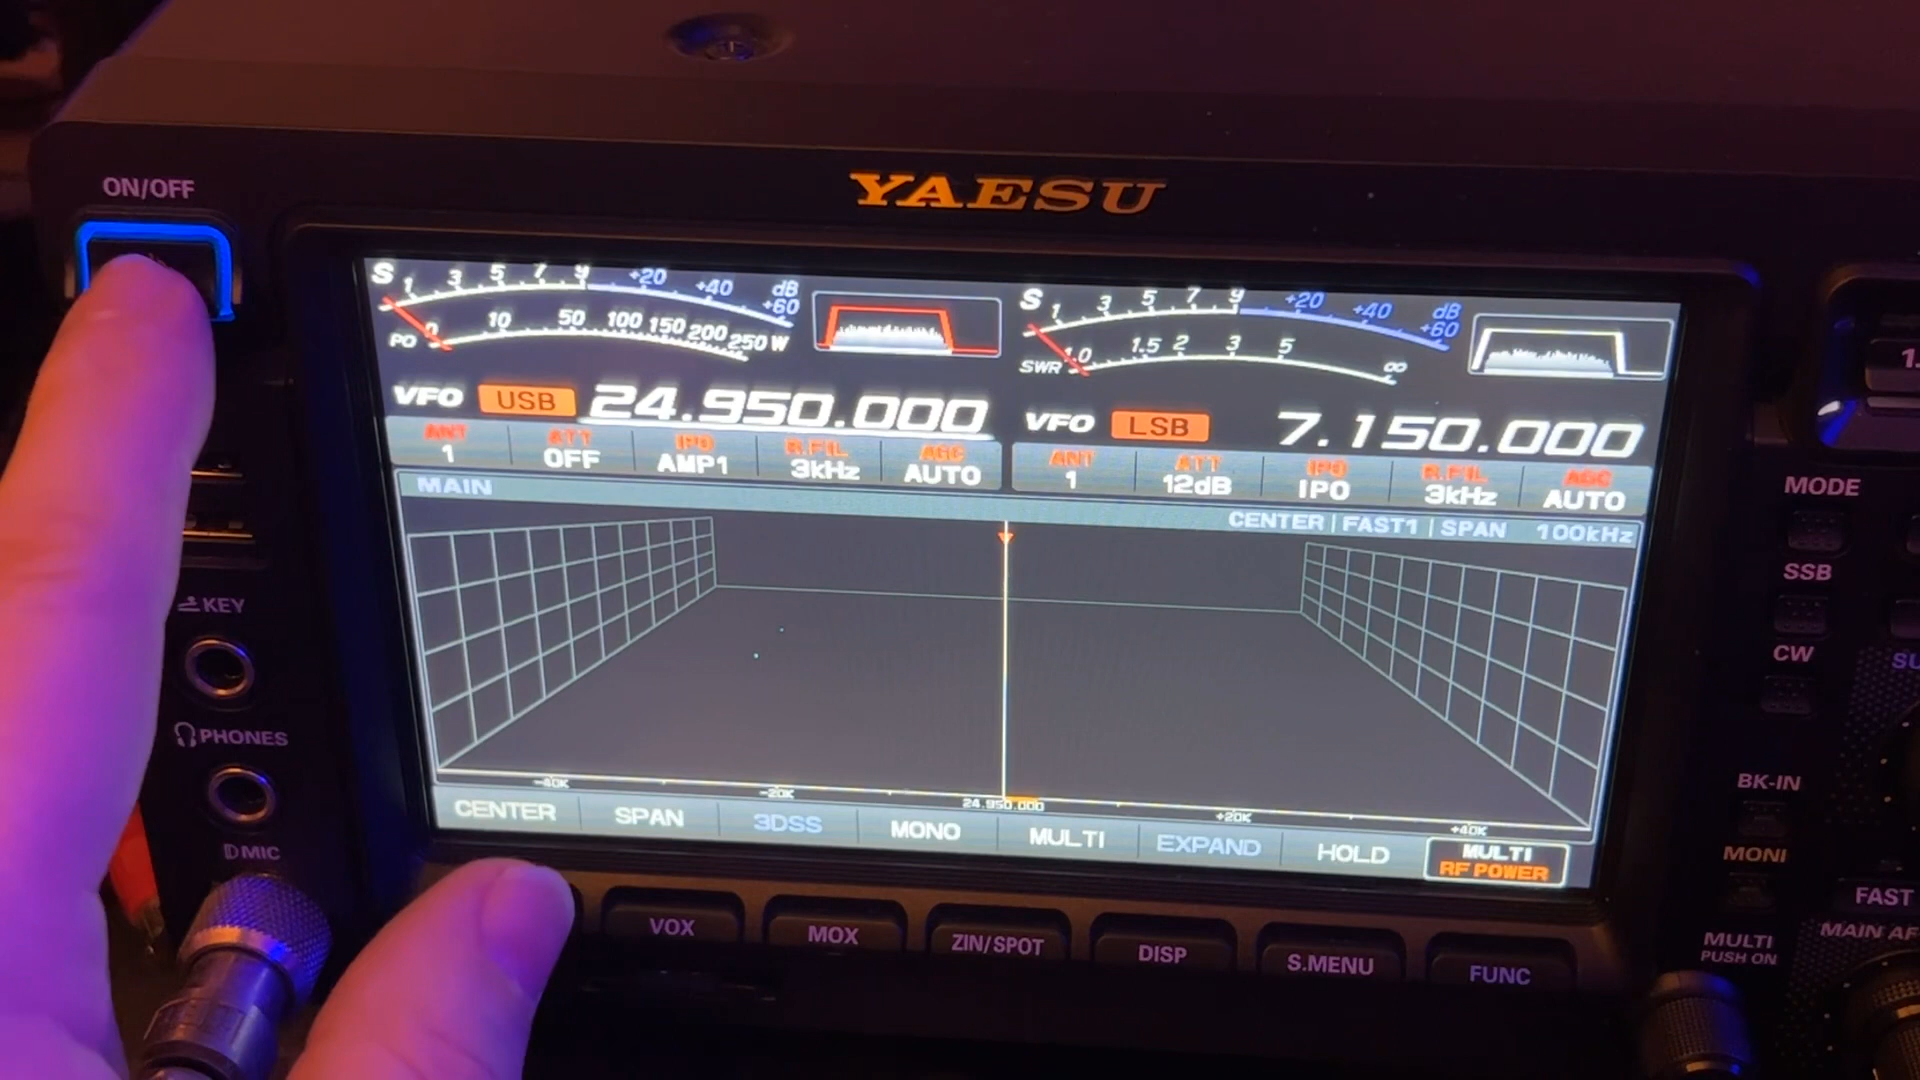 ON/OFF
YAESU
S 1 3 5 7 9 +20 +40 +60 dB
PO 0 10 50 100 150 200 250 W
S 1 3 5 7 9 +20 +40 +60 dB
SWR 1.0 1.5 2 3 5 ∞
VFO USB 24.950.000
VFO LSB 7.150.000
ANT ATT IPO R.FIL AGC
1 OFF AMP1 3kHz AUTO
ANT ATT IPO R.FIL AGC
1 12dB IPO 3kHz AUTO
MAIN
CENTER | FAST1 | SPAN 100kHz
-40K -20K 24.950.000 +20K +40K
CENTER SPAN 3DSS MONO MULTI EXPAND HOLD MULTI
RF POWER
KEY
PHONES
MIC
VOX MOX ZIN/SPOT DISP S.MENU FUNC
MODE
SSB
CW
BK-IN
MONI
FAST
MULTI
PUSH ON
MAIN AF